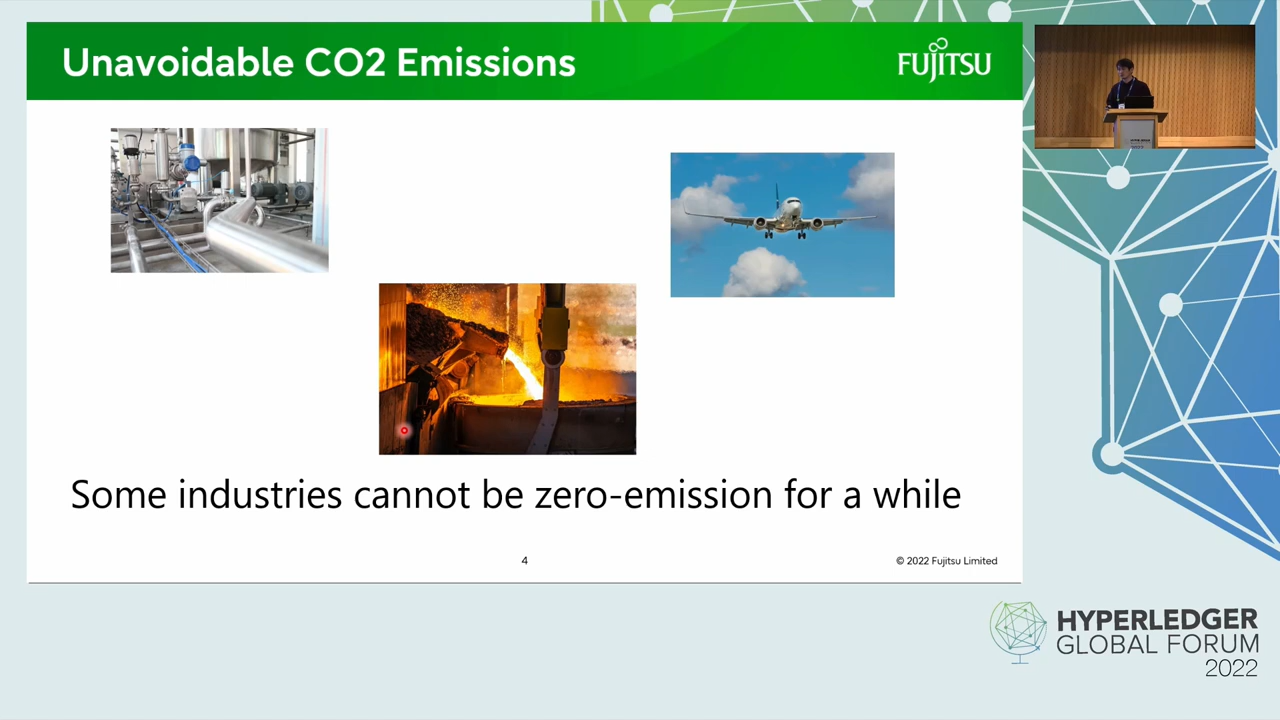 Unavoidable CO2 Emissions
FUJITSU
Some industries cannot be zero-emission for a while
4
© 2022 Fujitsu Limited
HYPERLEDGER
GLOBAL FORUM
2022